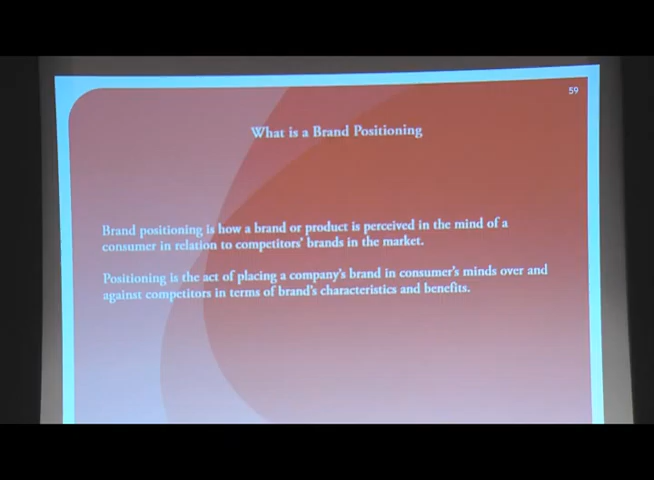 59
What is a Brand Positioning
Brand positioning is how a brand or product is perceived in the mind of a
consumer in relation to competitors' brands in the market.
Positioning is the act of placing a company's brand in consumer's minds over and
against competitors in terms of brand's characteristics and benefits.